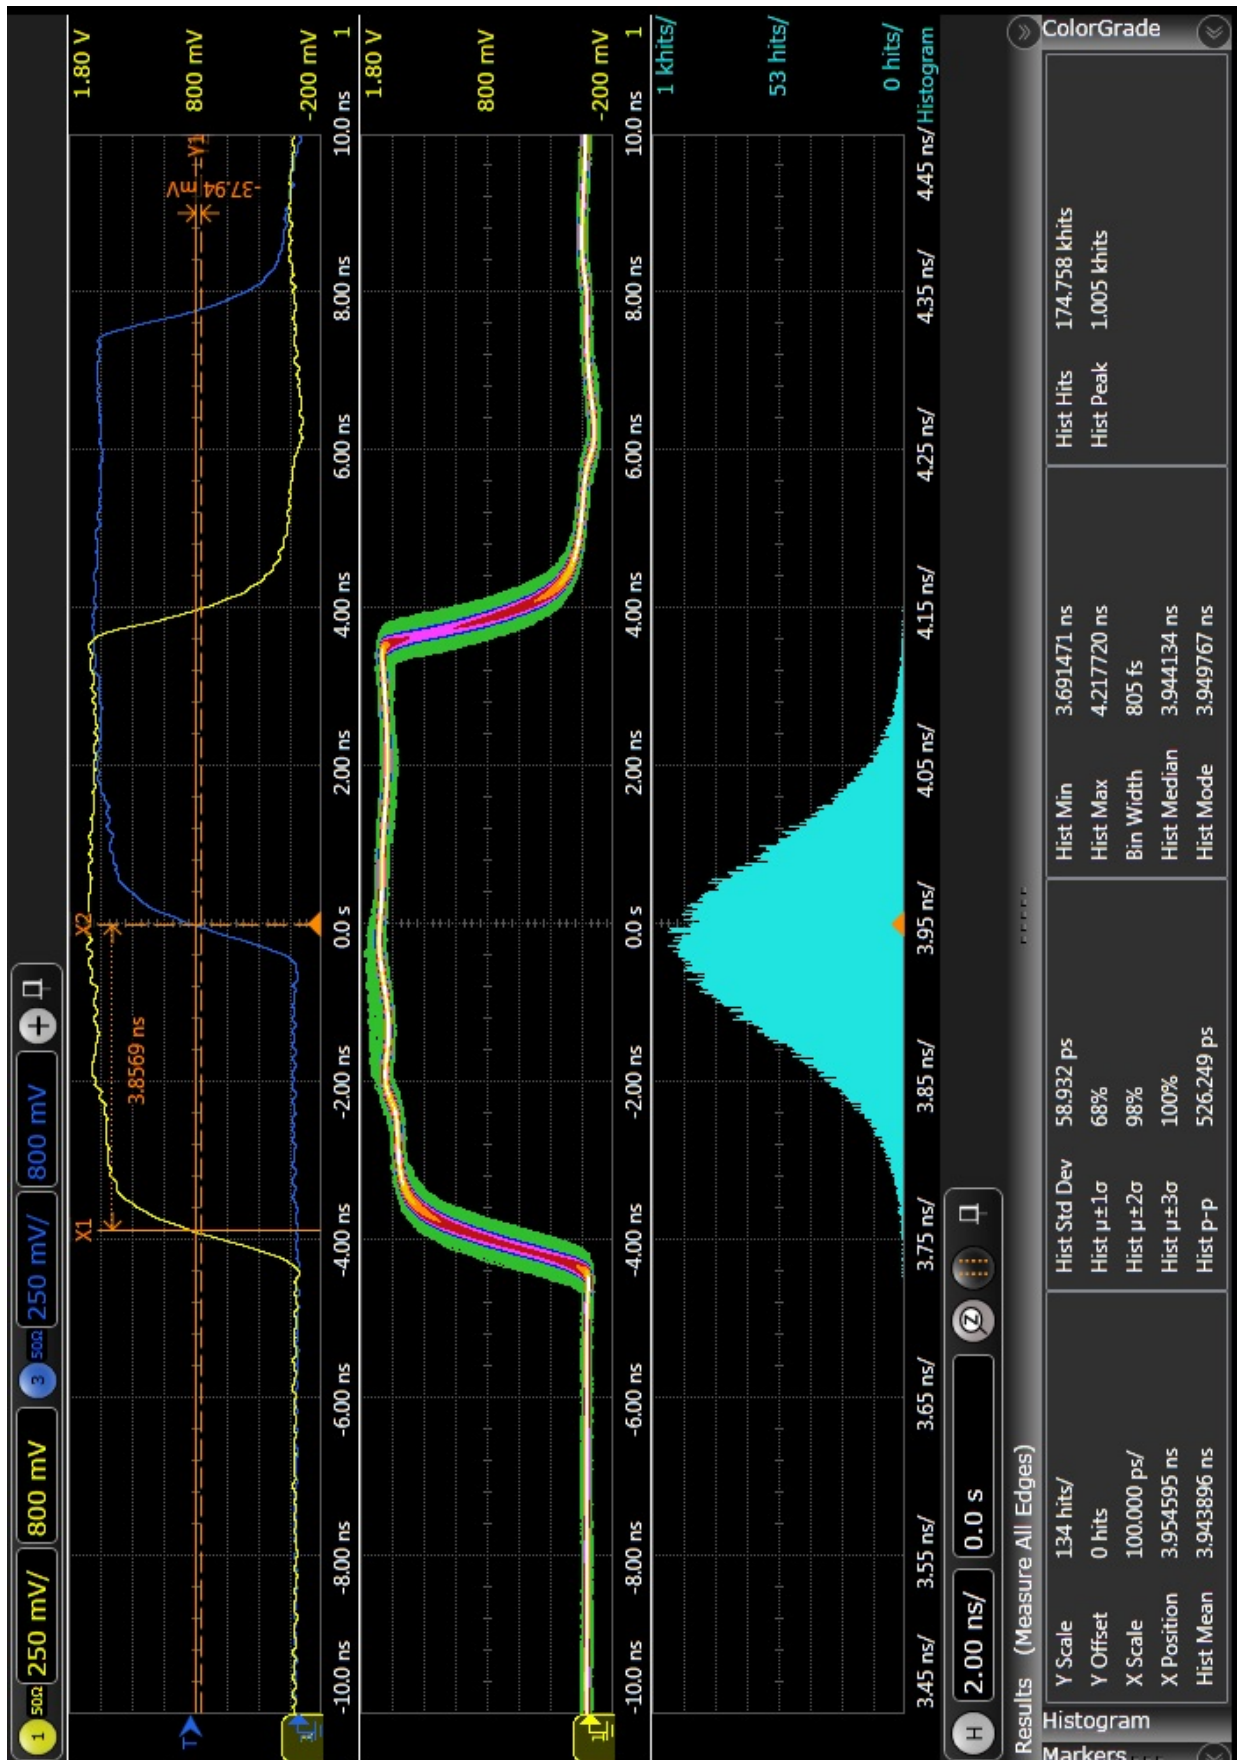 1 50Ω 250 mV/ 800 mV 3 50Ω 250 mV/ 800 mV +
1.80 V
800 mV
-200 mV
X1
X2
3.8569 ns
-37.94 mV
Y1
T
-10.0 ns -8.00 ns -6.00 ns -4.00 ns -2.00 ns 0.0 s 2.00 ns 4.00 ns 6.00 ns 8.00 ns 10.0 ns 1
1.80 V
800 mV
-200 mV
-10.0 ns -8.00 ns -6.00 ns -4.00 ns -2.00 ns 0.0 s 2.00 ns 4.00 ns 6.00 ns 8.00 ns 10.0 ns 1
1 khits/
53 hits/
0 hits/
3.45 ns/ 3.55 ns/ 3.65 ns/ 3.75 ns/ 3.85 ns/ 3.95 ns/ 4.05 ns/ 4.15 ns/ 4.25 ns/ 4.35 ns/ 4.45 ns/ Histogram
H 2.00 ns/ 0.0 s Z
Results (Measure All Edges)
Histogram ColorGrade
Y Scale 134 hits/ Hist Std Dev 58.932 ps Hist Min 3.691471 ns Hist Hits 174.758 khits
Y Offset 0 hits Hist µ±1σ 68% Hist Max 4.217720 ns Hist Peak 1.005 khits
X Scale 100.000 ps/ Hist µ±2σ 98% Bin Width 805 fs
X Position 3.954595 ns Hist µ±3σ 100% Hist Median 3.944134 ns
Hist Mean 3.943896 ns Hist p-p 526.249 ps Hist Mode 3.949767 ns
Markers